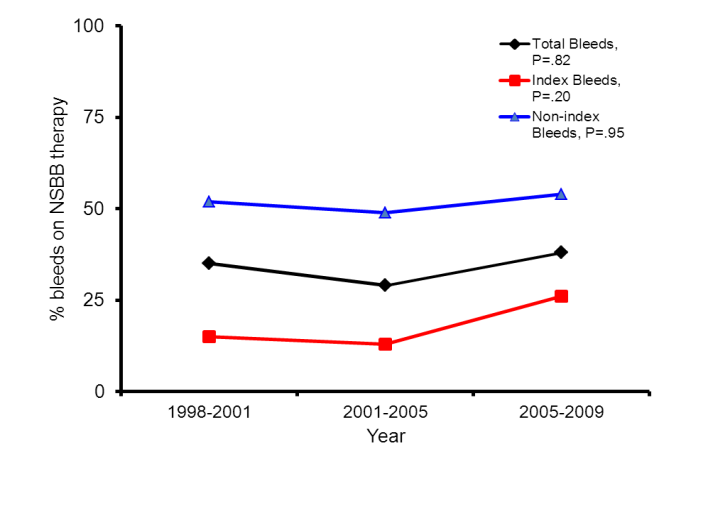 100
75
50
25
0
% bleeds on NSBB therapy
Total Bleeds,
P=.82
Index Bleeds,
P=.20
Non-index
Bleeds, P=.95
1998-2001
2001-2005
2005-2009
Year